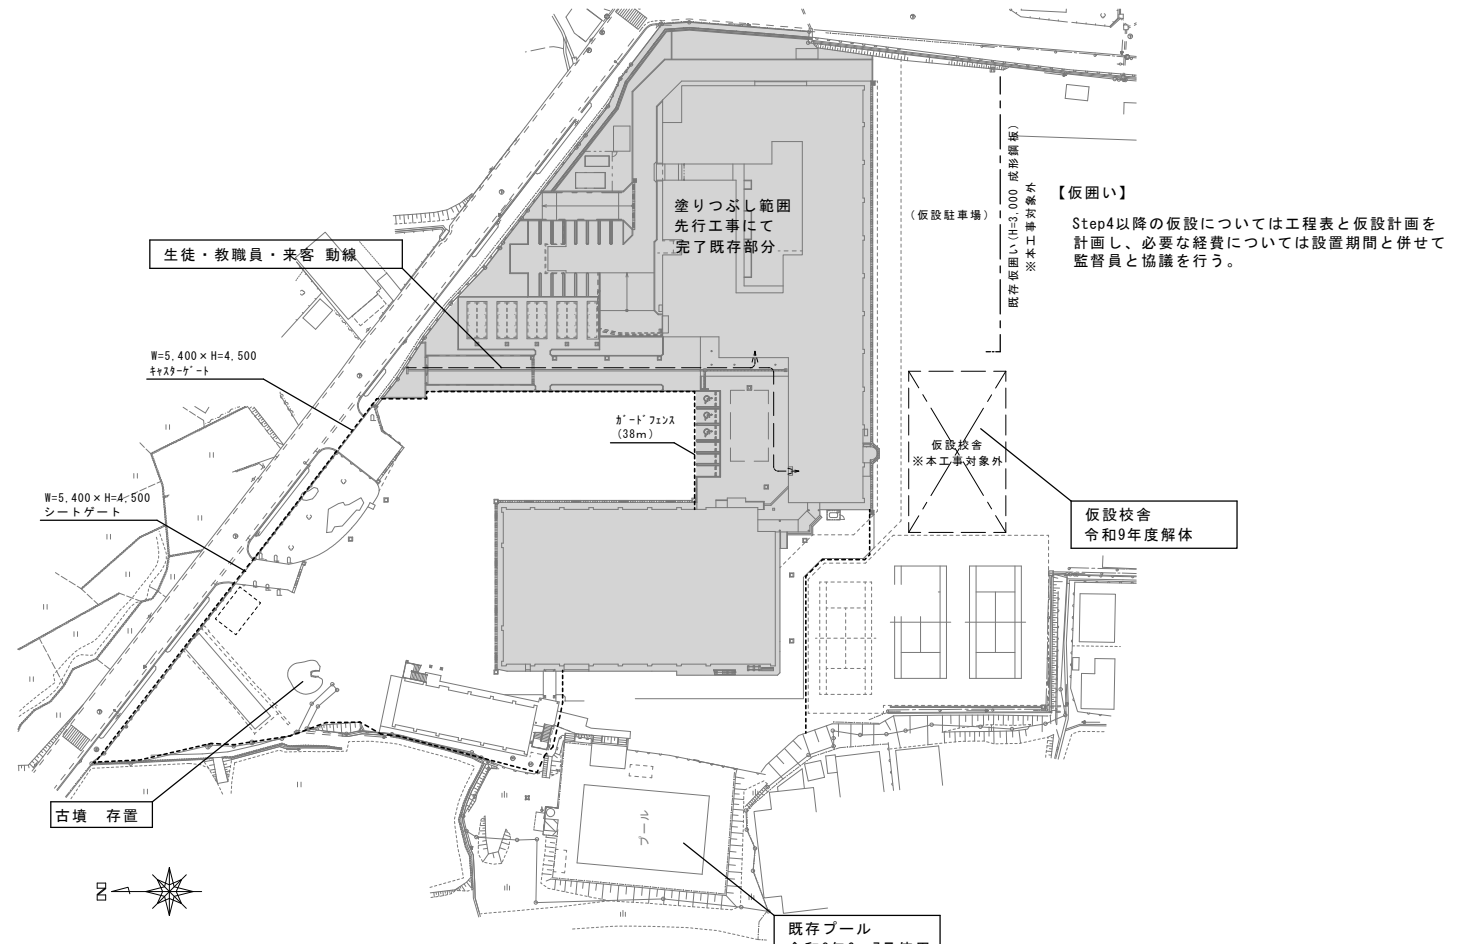 塗りつぶし範囲
先行工事にて
完了既存部分
(仮設駐車場)
既存仮囲い(H=3,000 成形鋼板)
※本工事対象外
【仮囲い】
Step4以降の仮設については工程表と仮設計画を
計画し、必要な経費については設置期間と併せて
監督員と協議を行う。
生徒・教職員・来客 動線
W=5,400×H=4,500
キャスターゲート
ガードフェンス
(38m)
仮設校舎
※本工事対象外
W=5,400×H=4,500
シートゲート
仮設校舎
令和9年度解体
古墳 存置
プール
N
既存プール